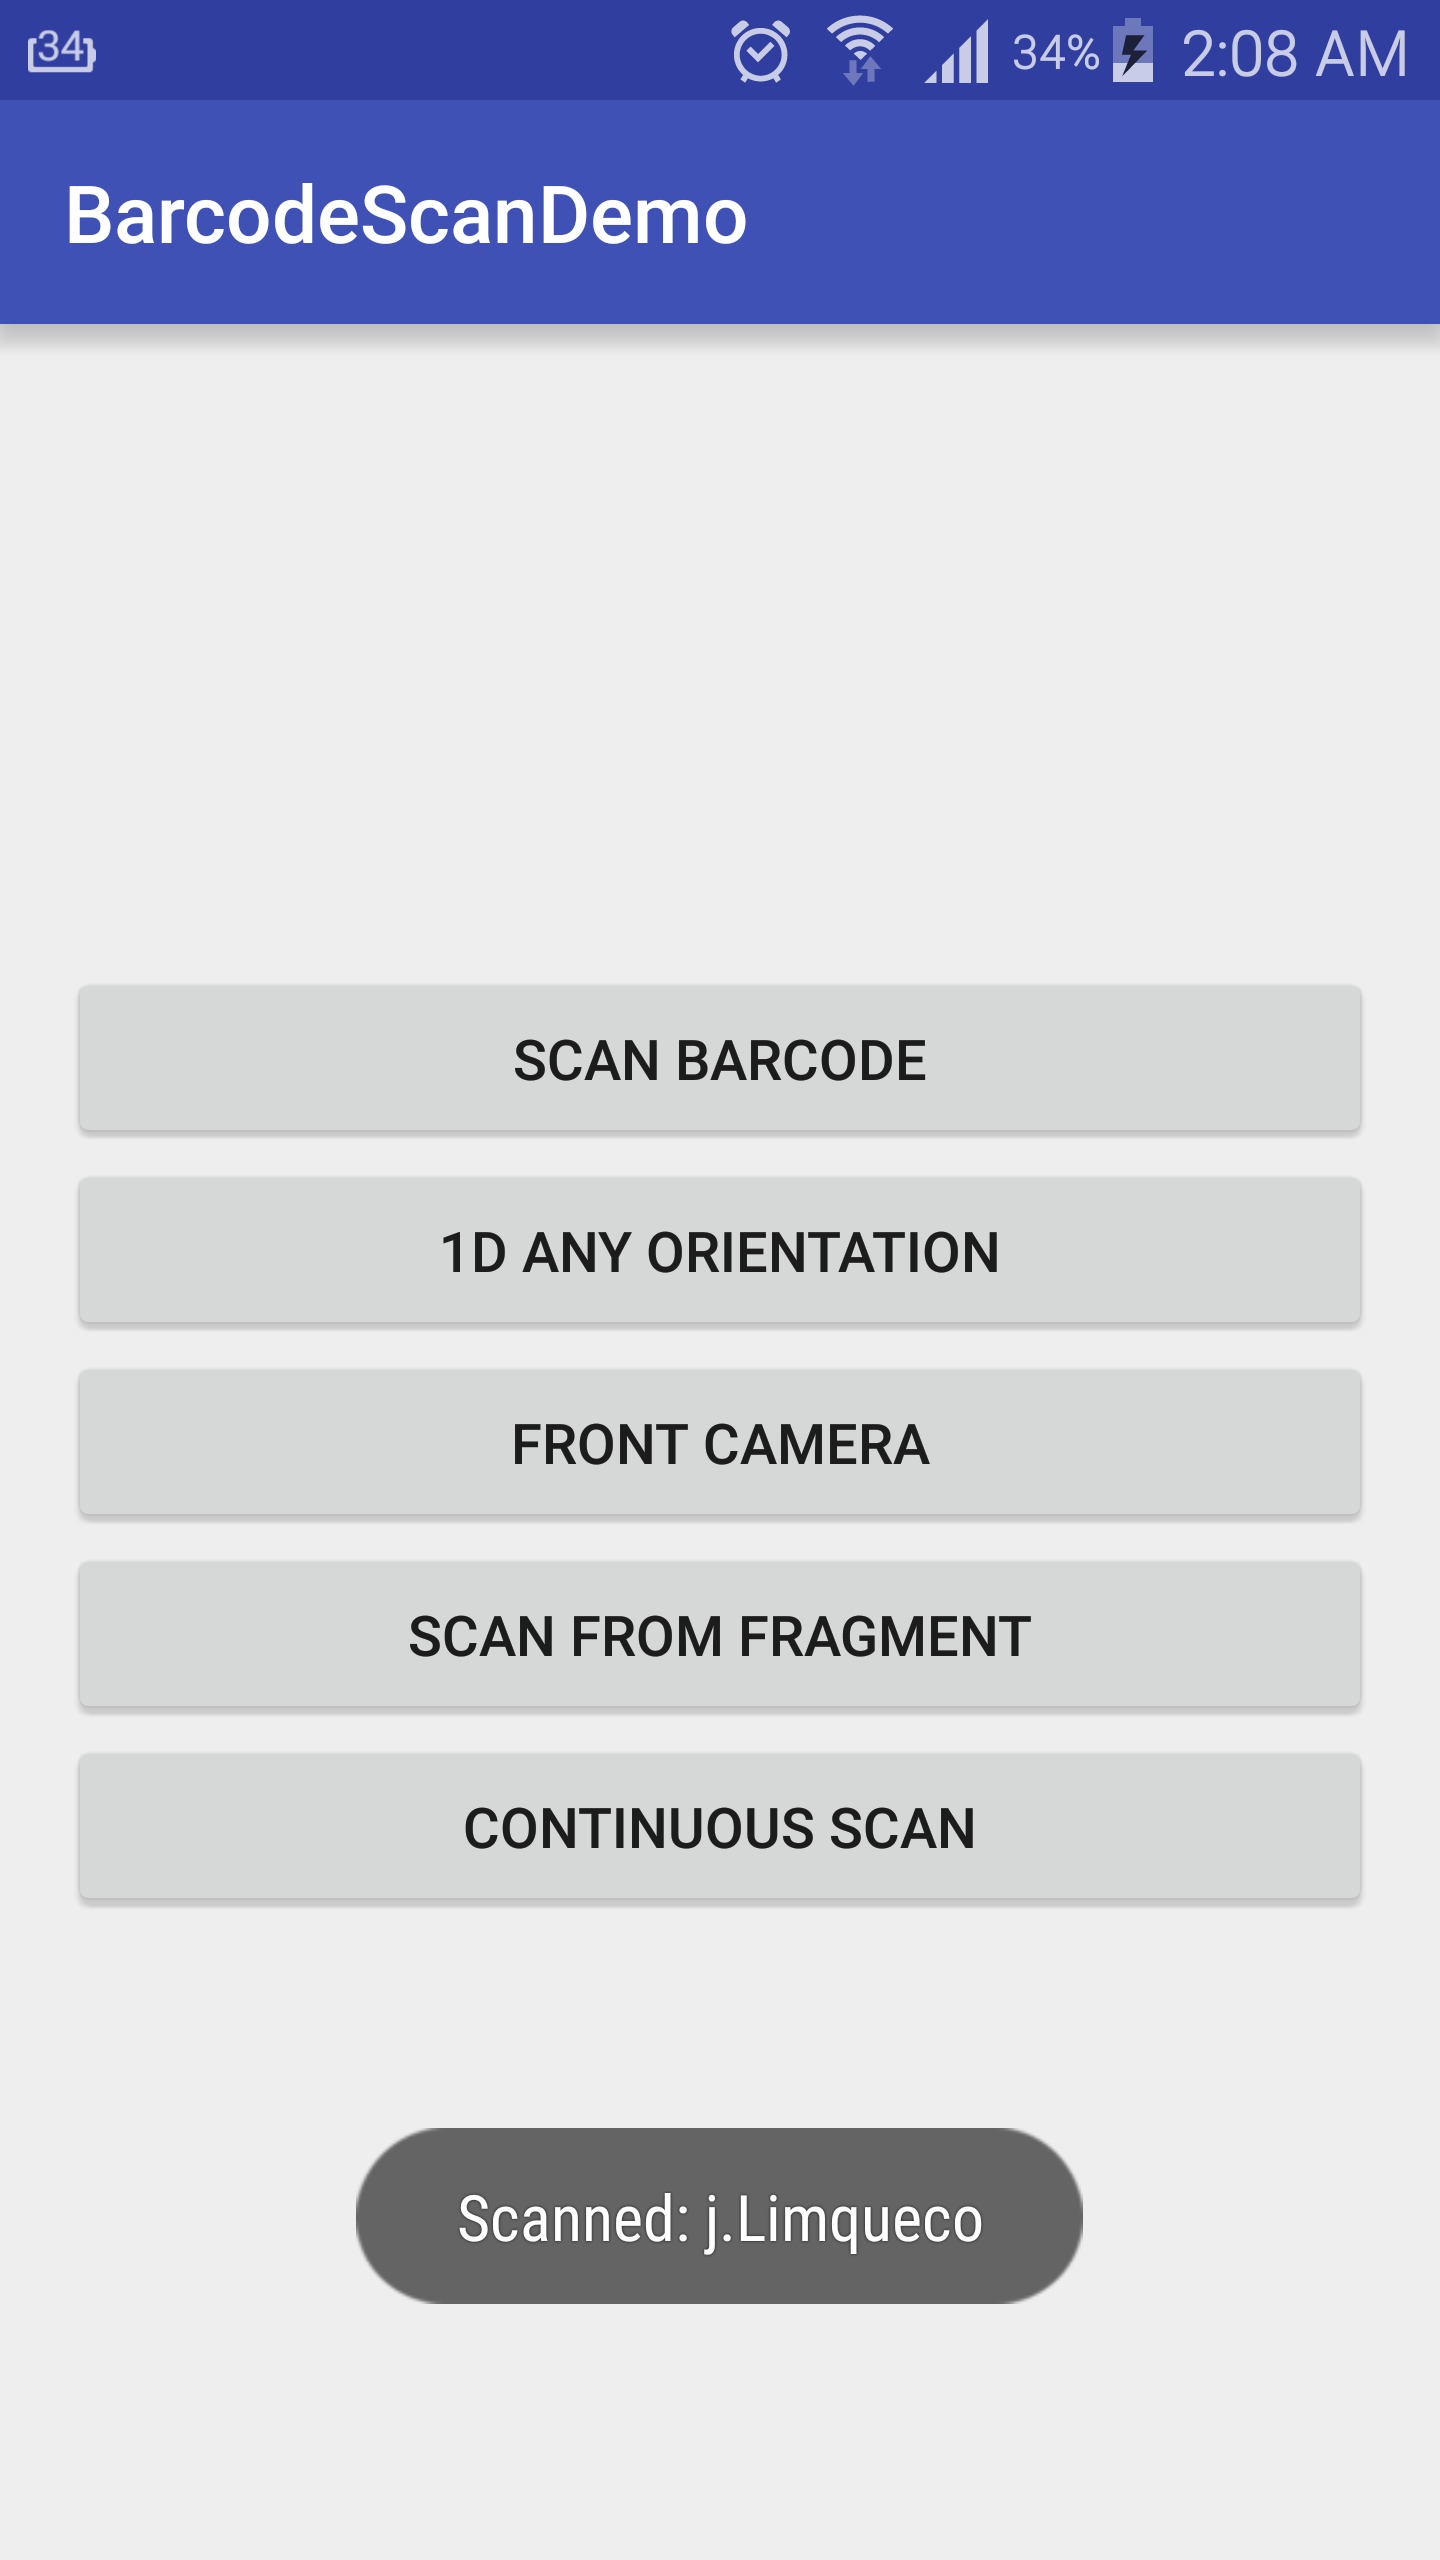 34 34% 2:08 AM
BarcodeScanDemo
SCAN BARCODE
1D ANY ORIENTATION
FRONT CAMERA
SCAN FROM FRAGMENT
CONTINUOUS SCAN
Scanned: j.Limqueco